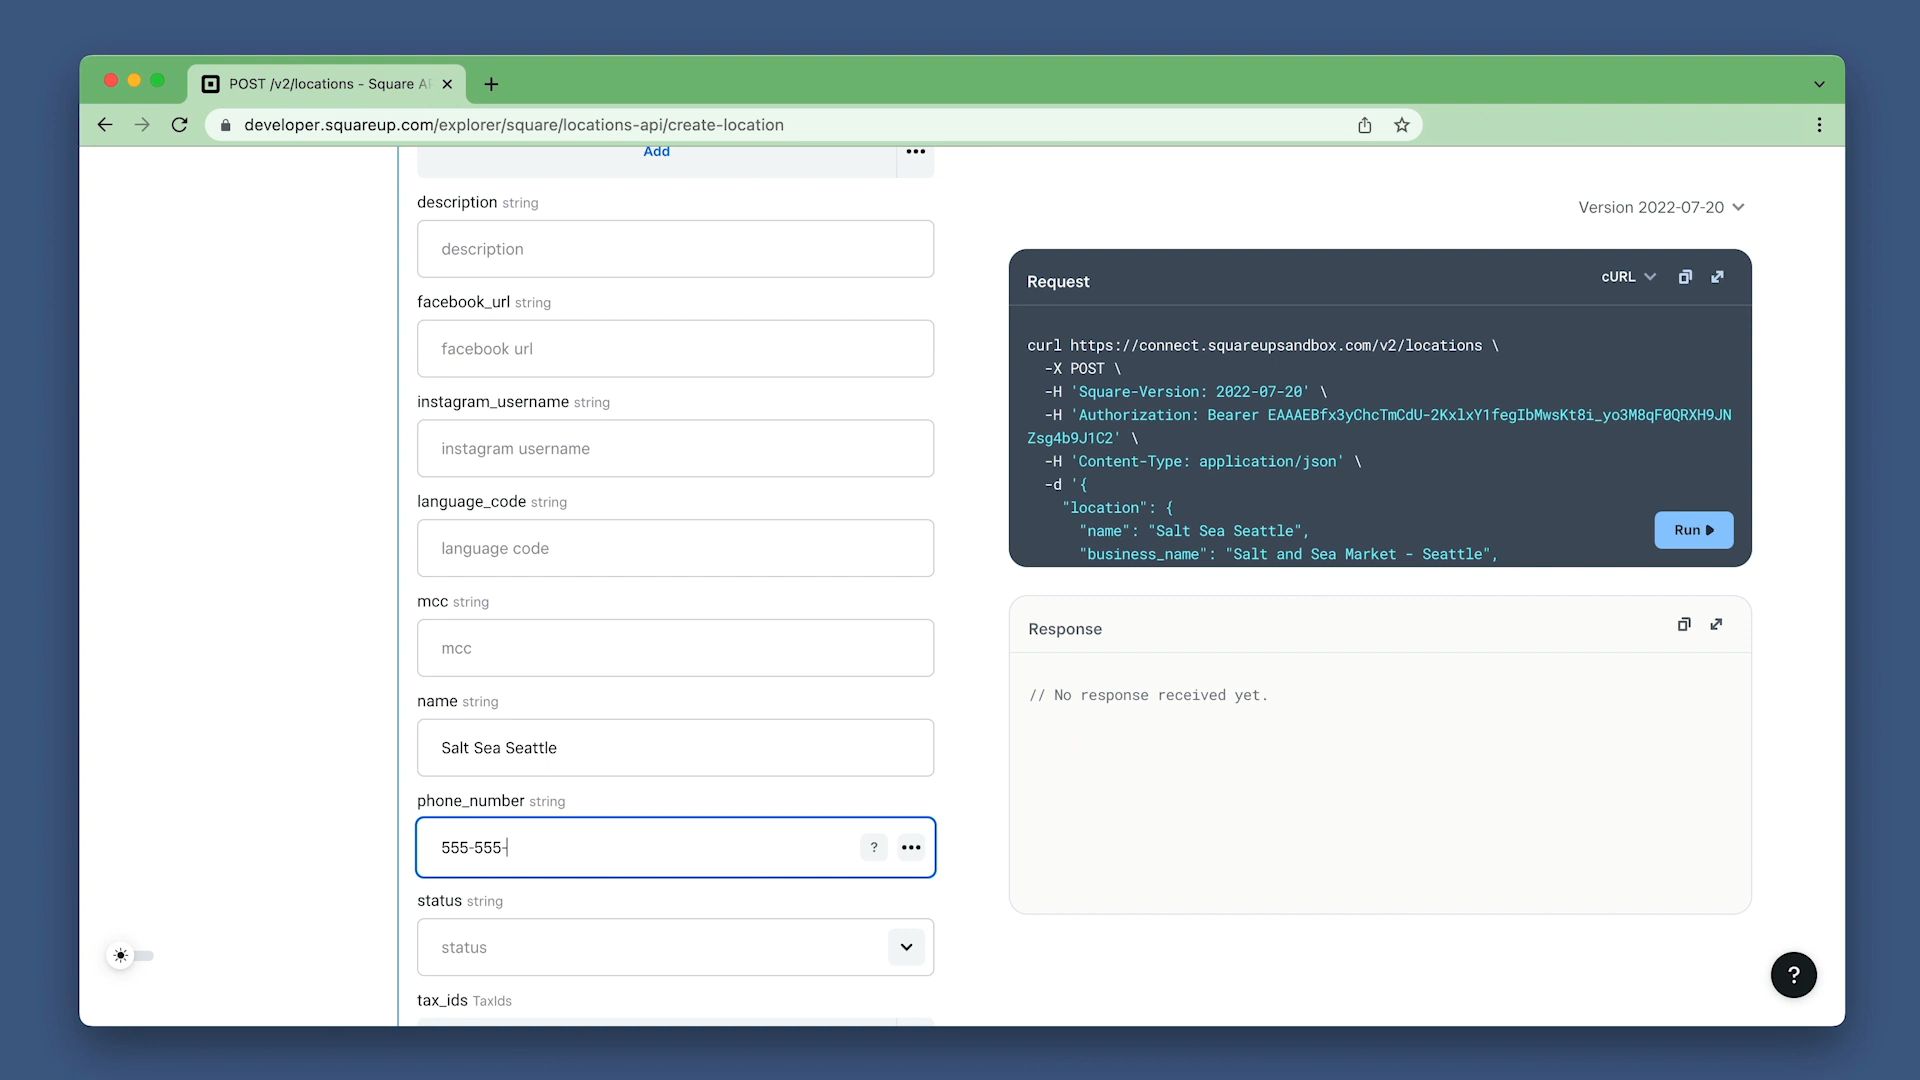 POST /v2/locations - Square AP
developer.squareup.com/explorer/square/locations-api/create-location
Add
description string
description
facebook_url string
facebook url
instagram_username string
instagram username
language_code string
language code
mcc string
mcc
name string
Salt Sea Seattle
phone_number string
555-555-
?
status string
status
tax_ids TaxIds
Version 2022-07-20
Request
cURL
curl https://connect.squareupsandbox.com/v2/locations \
-X POST \
-H 'Square-Version: 2022-07-20' \
-H 'Authorization: Bearer EAAAEBfx3yChcTmCdU-2KxlxY1fegIbMwsKt8i_yo3M8qF0QRXH9JN
Zsg4b9J1C2' \
-H 'Content-Type: application/json' \
-d '{
"location": {
"name": "Salt Sea Seattle",
"business_name": "Salt and Sea Market - Seattle",
Run
Response
// No response received yet.
?